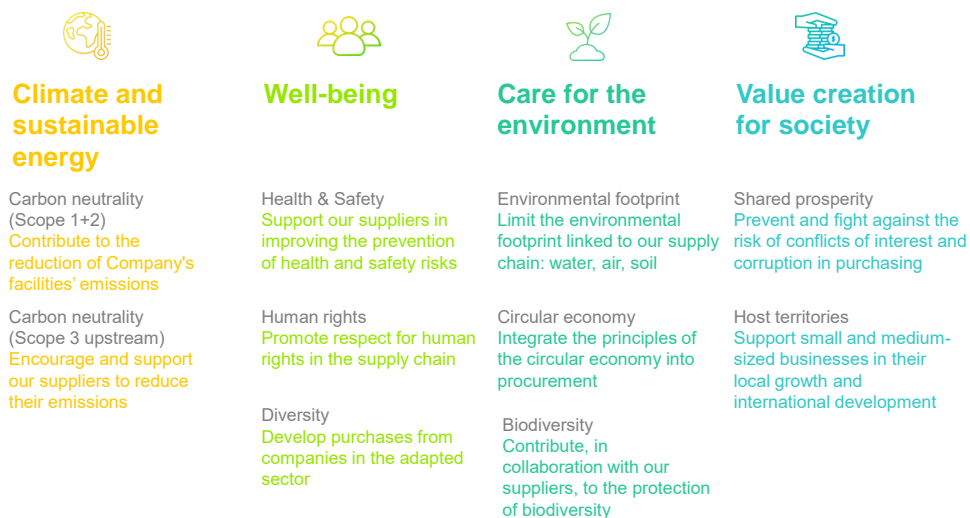 Climate and
sustainable
energy
Carbon neutrality
(Scope 1+2)
Contribute to the
reduction of Company's
facilities' emissions
Carbon neutrality
(Scope 3 upstream)
Encourage and support
our suppliers to reduce
their emissions
Well-being
Health & Safety
Support our suppliers in
improving the prevention
of health and safety risks
Human rights
Promote respect for human
rights in the supply chain
Diversity
Develop purchases from
companies in the adapted
sector
Care for the
environment
Environmental footprint
Limit the environmental
footprint linked to our supply
chain: water, air, soil
Circular economy
Integrate the principles of
the circular economy into
procurement
Biodiversity
Contribute, in
collaboration with our
suppliers, to the protection
of biodiversity
Value creation
for society
Shared prosperity
Prevent and fight against the
risk of conflicts of interest and
corruption in purchasing
Host territories
Support small and medium-
sized businesses in their
local growth and
international development